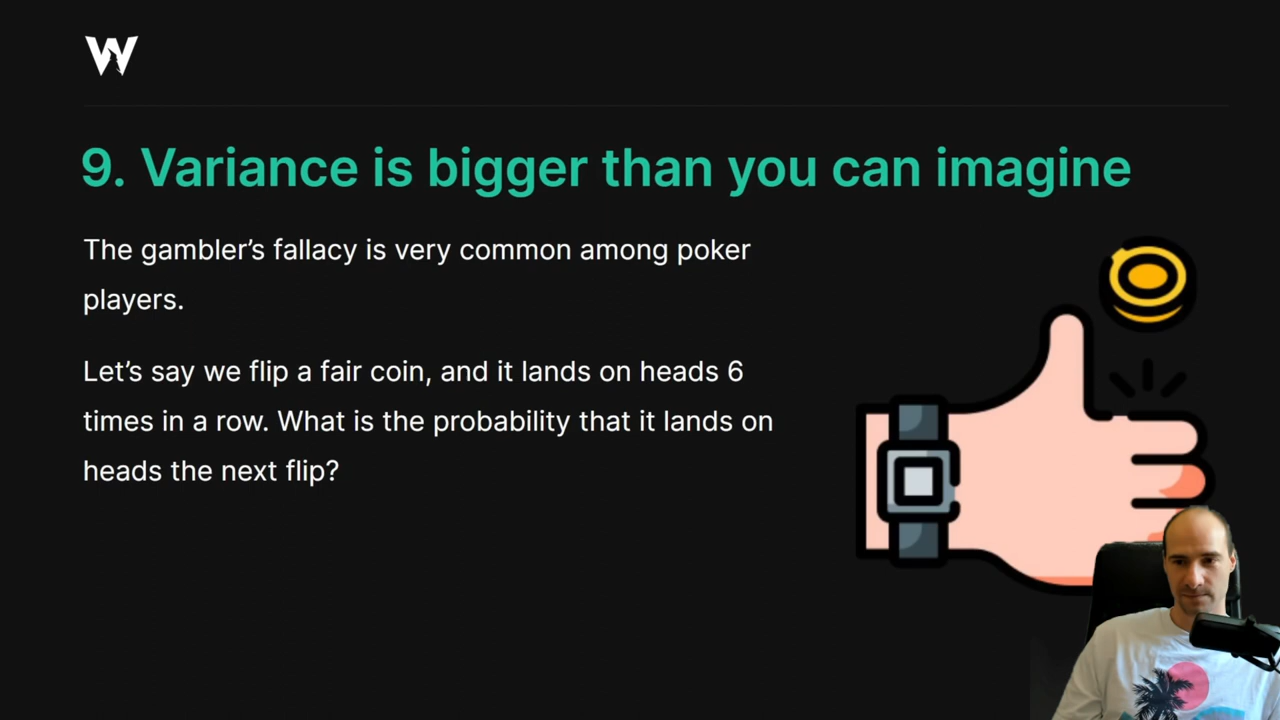 W
9. Variance is bigger than you can imagine
The gambler’s fallacy is very common among poker
players.
Let’s say we flip a fair coin, and it lands on heads 6
times in a row. What is the probability that it lands on
heads the next flip?